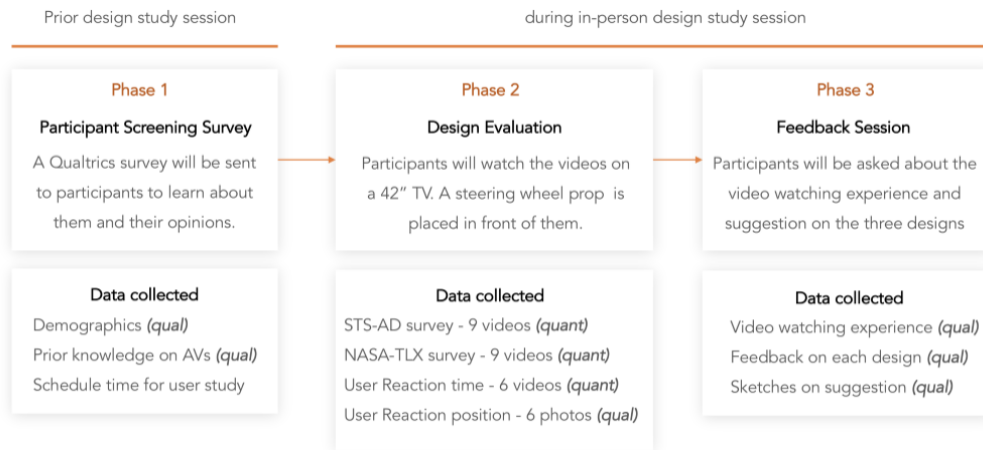 Prior design study session
during in-person design study session
Phase 1
Participant Screening Survey
A Qualtrics survey will be sent
to participants to learn about
them and their opinions.
Data collected
Demographics (qual)
Prior knowledge on AVs (qual)
Schedule time for user study
Phase 2
Design Evaluation
Participants will watch the videos on
a 42” TV. A steering wheel prop is
placed in front of them.
Data collected
STS-AD survey - 9 videos (quant)
NASA-TLX survey - 9 videos (quant)
User Reaction time - 6 videos (quant)
User Reaction position - 6 photos (qual)
Phase 3
Feedback Session
Participants will be asked about the
video watching experience and
suggestion on the three designs
Data collected
Video watching experience (qual)
Feedback on each design (qual)
Sketches on suggestion (qual)